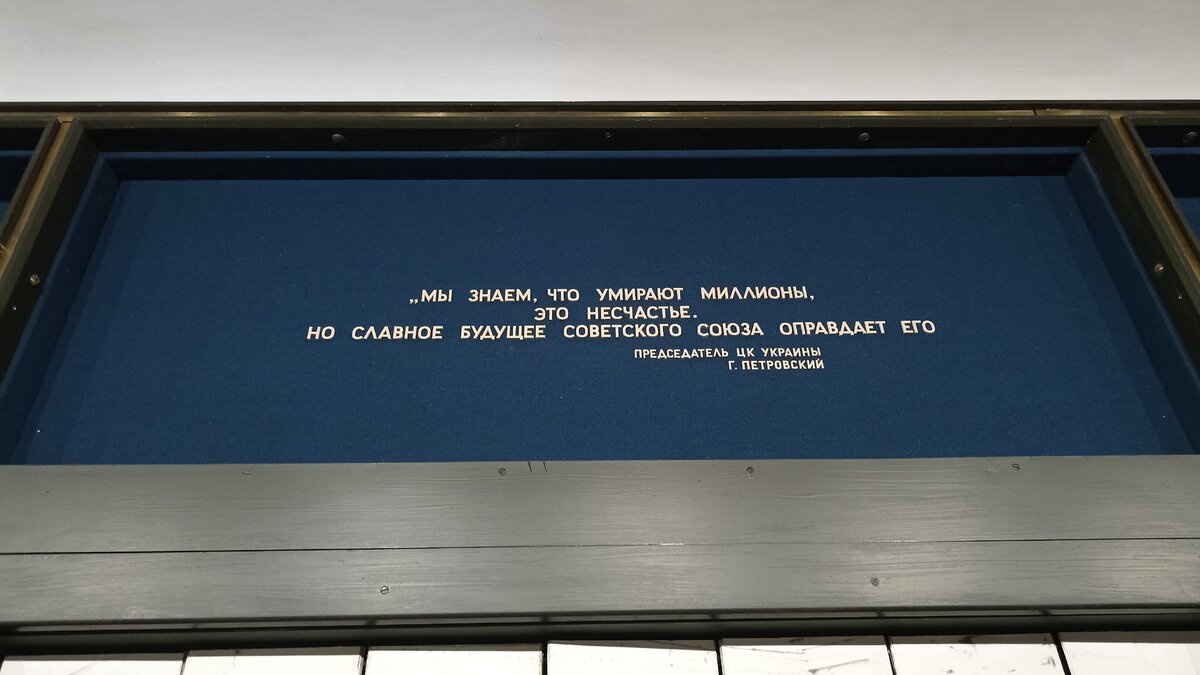 „МЫ ЗНАЕМ, ЧТО УМИРАЮТ МИЛЛИОНЫ,
ЭТО НЕСЧАСТЬЕ.
НО СЛАВНОЕ БУДУЩЕЕ СОВЕТСКОГО СОЮЗА ОПРАВДАЕТ ЕГО
ПРЕДСЕДАТЕЛЬ ЦК УКРАИНЫ
Г. ПЕТРОВСКИЙ